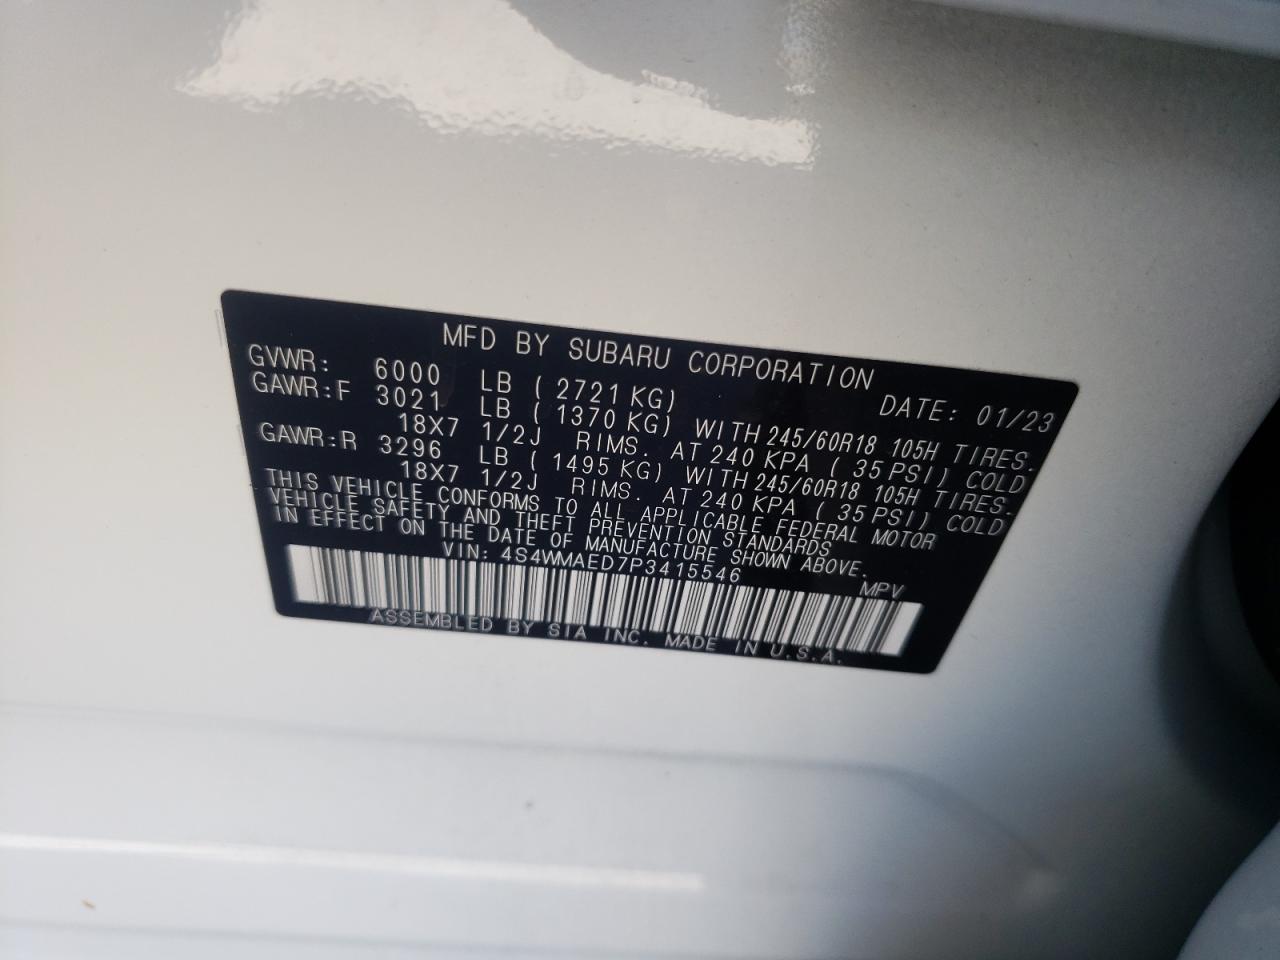 MFD BY SUBARU CORPORATION
GVWR: 6000 LB ( 2721 KG) DATE: 01/23
GAWR:F 3021 LB ( 1370 KG) WITH 245/60R18 105H TIRES.
18X7 1/2J RIMS. AT 240 KPA ( 35 PSI) COLD
GAWR:R 3296 LB ( 1495 KG) WITH 245/60R18 105H TIRES.
18X7 1/2J RIMS. AT 240 KPA ( 35 PSI) COLD
THIS VEHICLE CONFORMS TO ALL APPLICABLE FEDERAL MOTOR
VEHICLE SAFETY AND THEFT PREVENTION STANDARDS
IN EFFECT ON THE DATE OF MANUFACTURE SHOWN ABOVE.
VIN: 4S4WMAED7P3415546 MPV
ASSEMBLED BY SIA INC. MADE IN U.S.A.